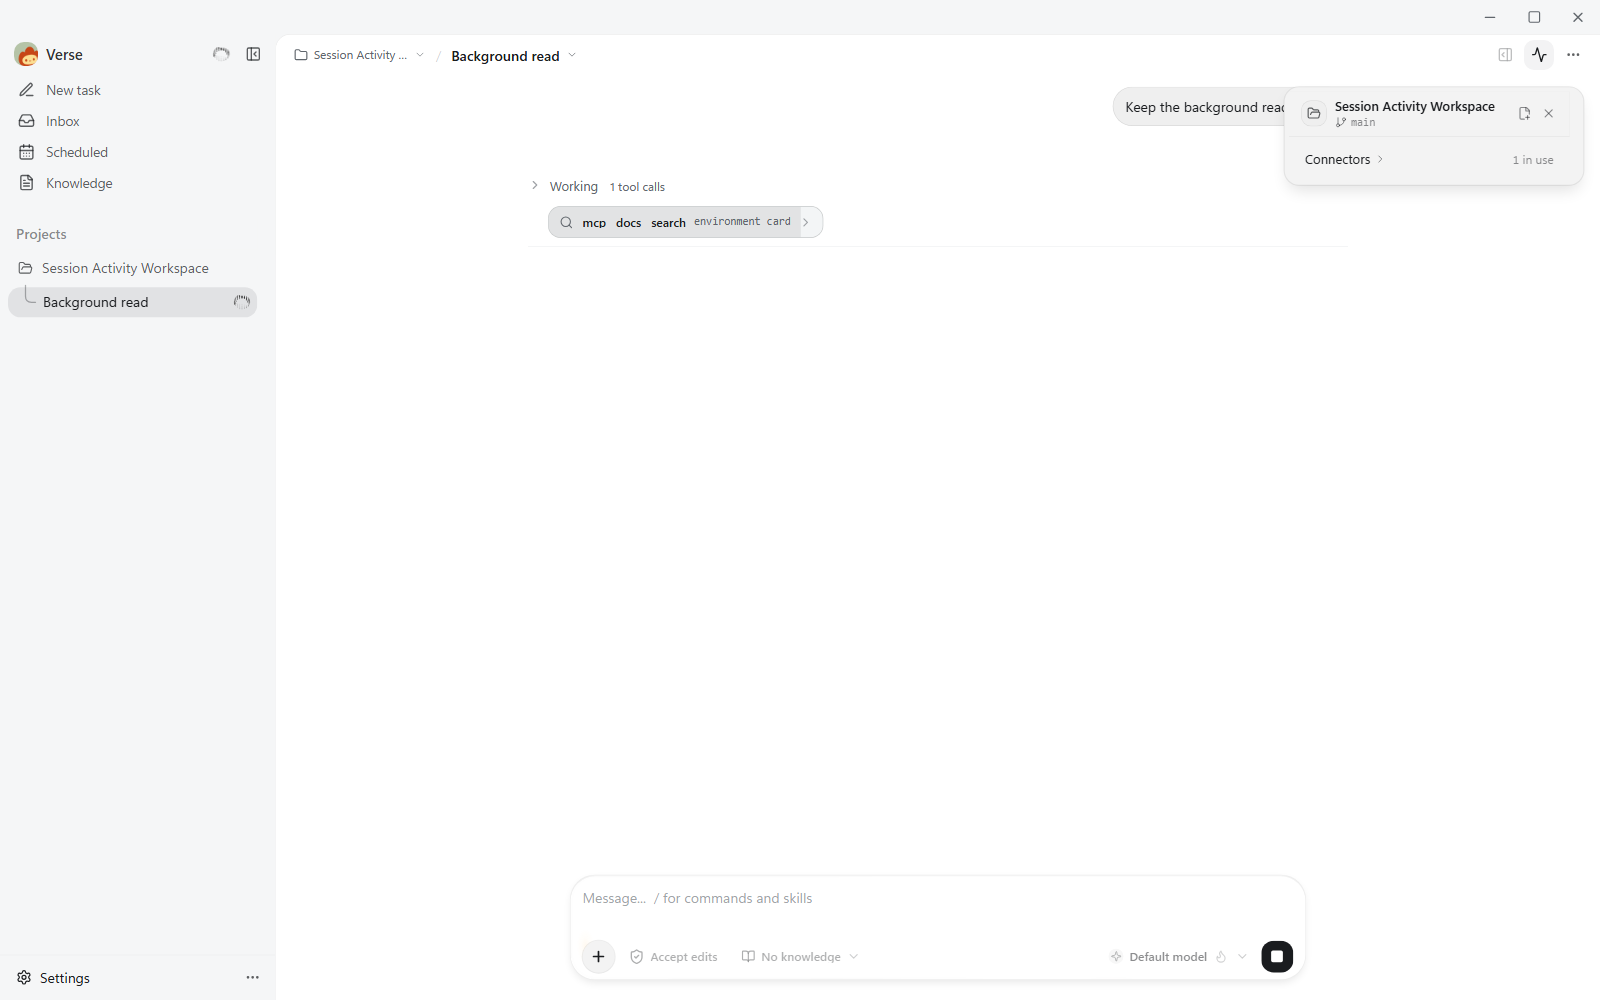 Verse
New task
Inbox
Scheduled
Knowledge
Projects
Session Activity Workspace
Background read
Settings
Session Activity ... / Background read
Keep the background
Session Activity Workspace
main
Connectors
1 in use
Working 1 tool calls
mcp docs search environment card
Message... / for commands and skills
Accept edits
No knowledge
Default model